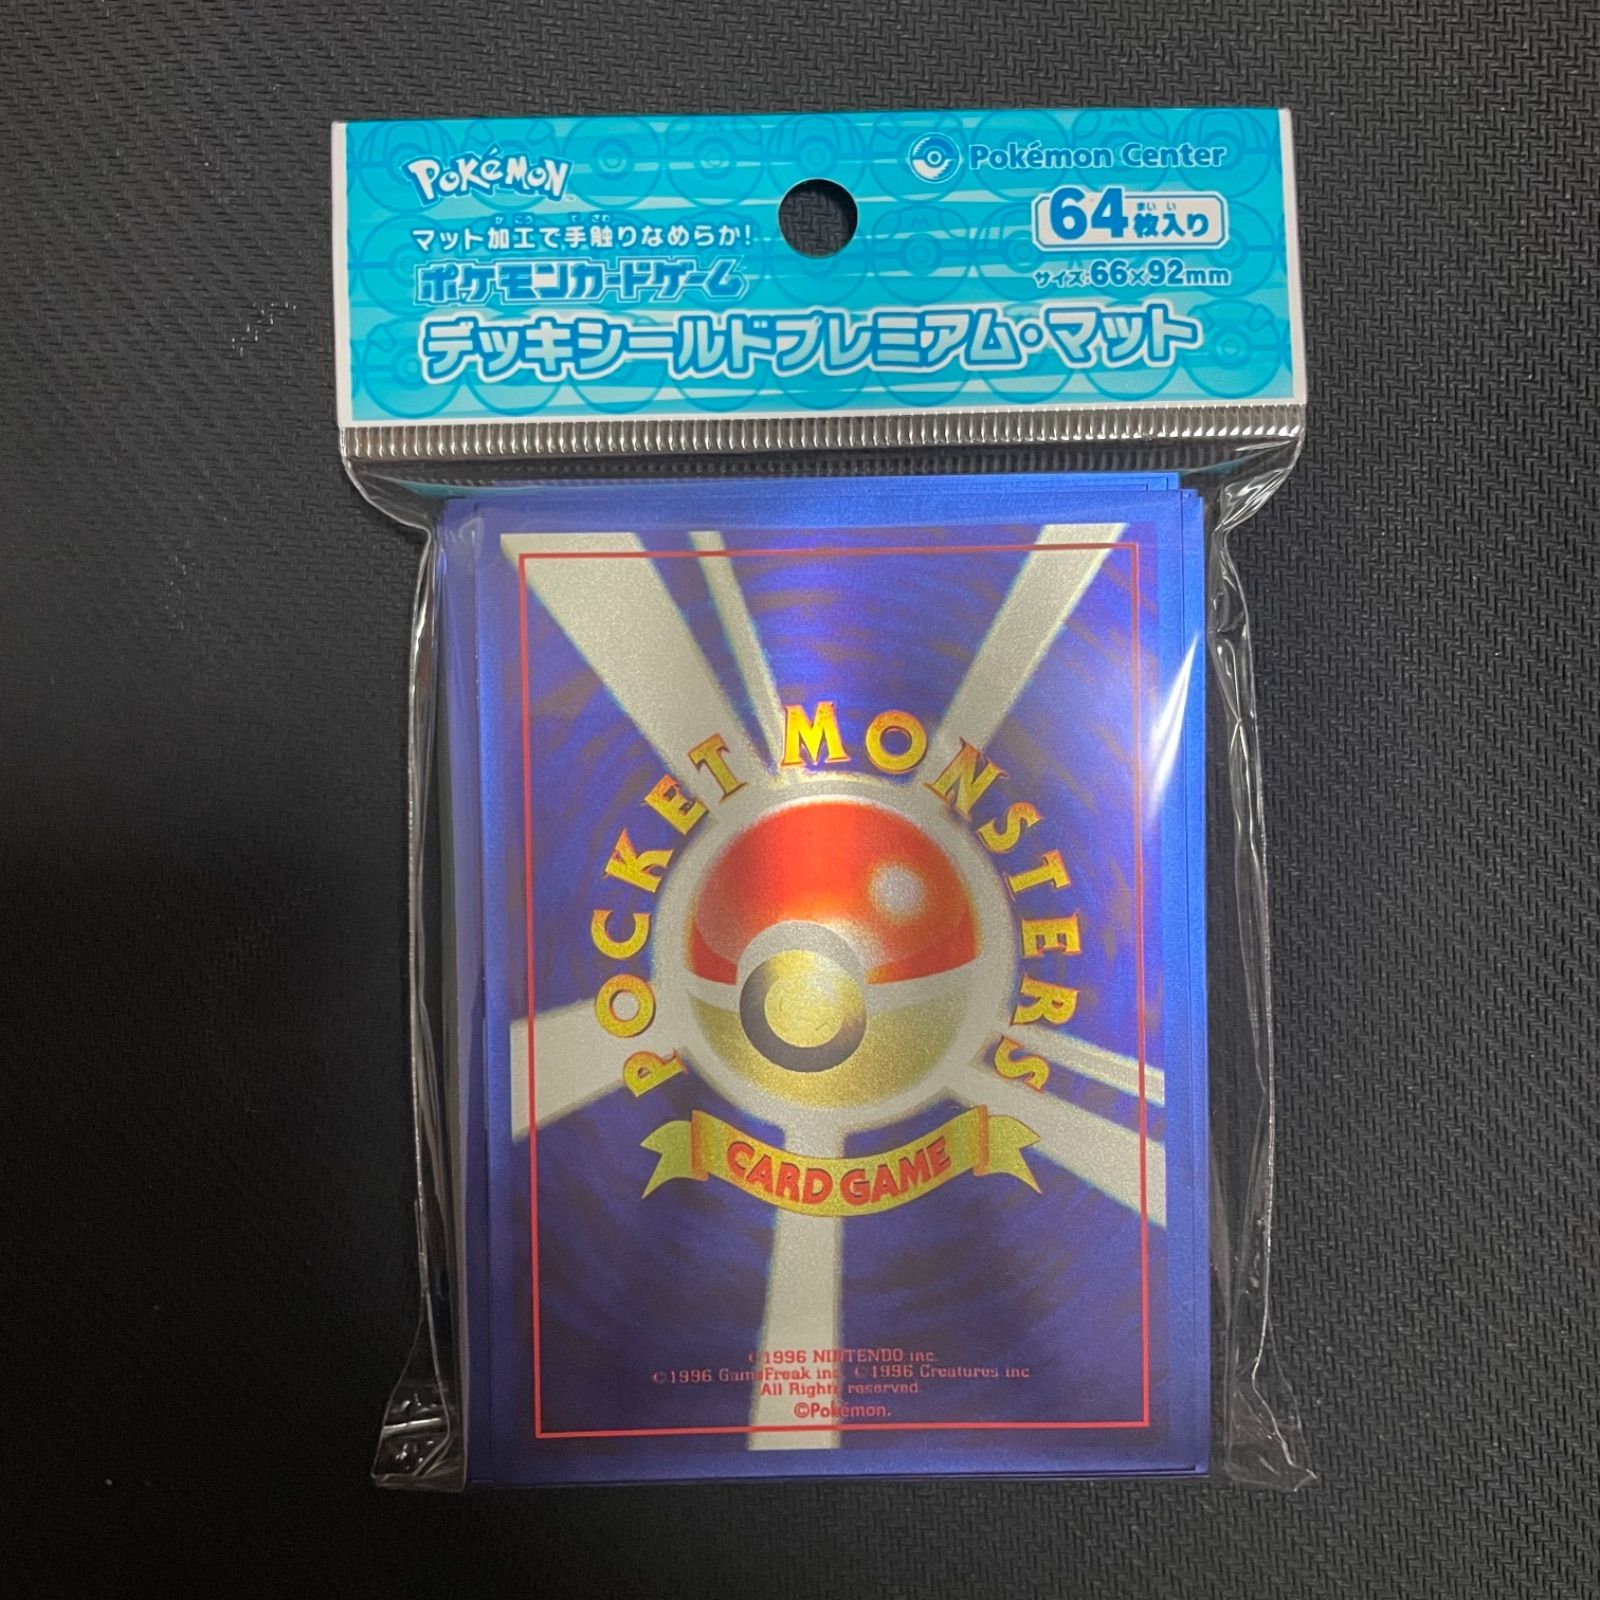 POKéMON
Pokémon Center
マット加工で手触りなめらか!
64枚入り
サイズ:66×92mm
ポケモンカードゲーム
デッキシールドプレミアム・マット
POCKET MONSTERS
CARD GAME
©1996 NINTENDO inc.
©1996 GameFreak inc. ©1996 Creatures inc
All Rights reserved.
©Pokémon.